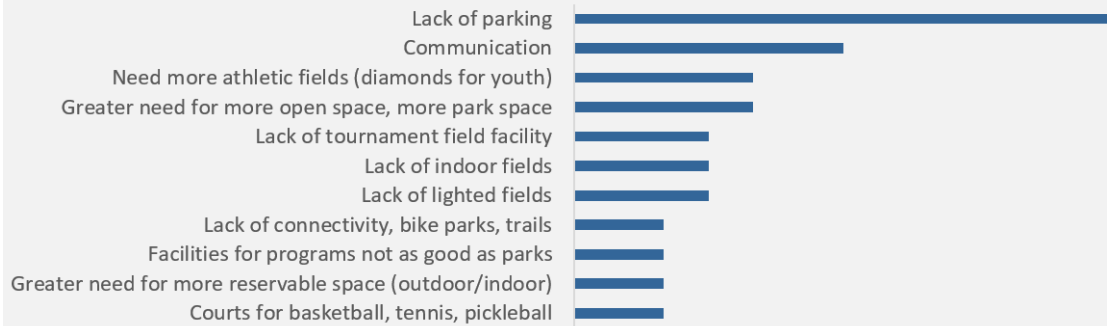 Lack of parking
Communication
Need more athletic fields (diamonds for youth)
Greater need for more open space, more park space
Lack of tournament field facility
Lack of indoor fields
Lack of lighted fields
Lack of connectivity, bike parks, trails
Facilities for programs not as good as parks
Greater need for more reservable space (outdoor/indoor)
Courts for basketball, tennis, pickleball